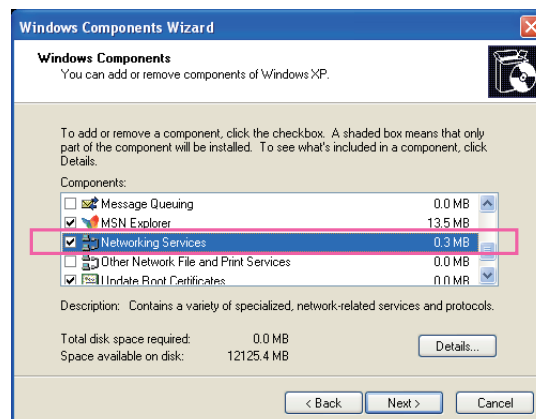 Windows Components Wizard
Windows Components
You can add or remove components of Windows XP.
To add or remove a component, click the checkbox. A shaded box means that only
part of the component will be installed. To see what's included in a component, click
Details.
Components:
Message Queuing 0.0 MB
MSN Explorer 13.5 MB
Networking Services 0.3 MB
Other Network File and Print Services 0.0 MB
Update Root Certificates 0.0 MB
Description: Contains a variety of specialized, network-related services and protocols.
Total disk space required: 0.0 MB
Space available on disk: 12125.4 MB
Details...
< Back Next > Cancel